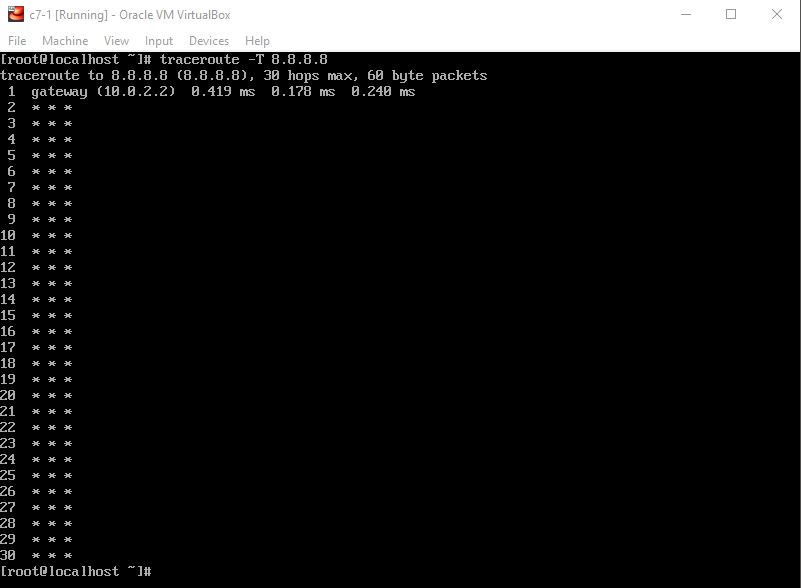 c7-1 [Running] - Oracle VM VirtualBox
File Machine View Input Devices Help
[root@localhost ~]# traceroute -T 8.8.8.8
traceroute to 8.8.8.8 (8.8.8.8), 30 hops max, 60 byte packets
 1  gateway (10.0.2.2)  0.419 ms  0.178 ms  0.240 ms
 2  * * *
 3  * * *
 4  * * *
 5  * * *
 6  * * *
 7  * * *
 8  * * *
 9  * * *
10  * * *
11  * * *
12  * * *
13  * * *
14  * * *
15  * * *
16  * * *
17  * * *
18  * * *
19  * * *
20  * * *
21  * * *
22  * * *
23  * * *
24  * * *
25  * * *
26  * * *
27  * * *
28  * * *
29  * * *
30  * * *
[root@localhost ~]#